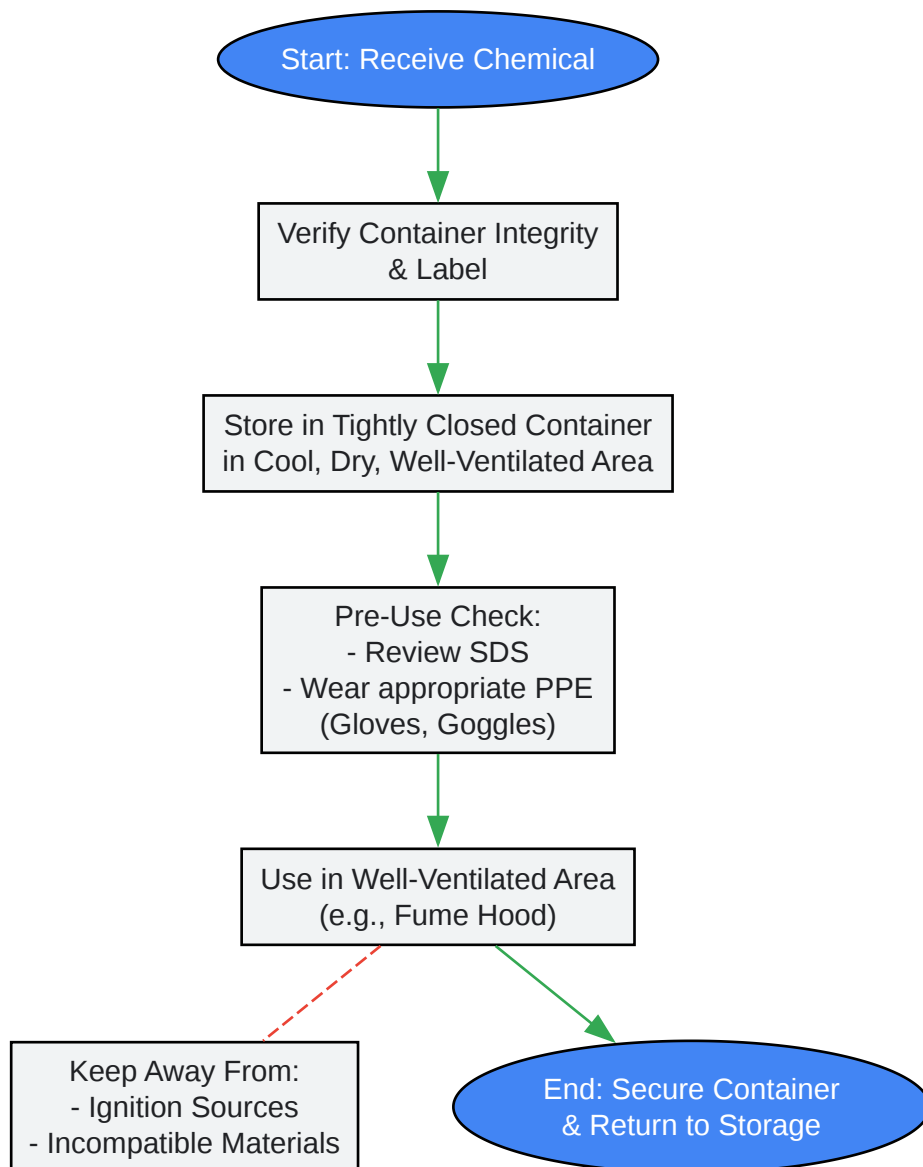 Start: Receive Chemical
Verify Container Integrity
& Label
Store in Tightly Closed Container
in Cool, Dry, Well-Ventilated Area
Pre-Use Check:
- Review SDS
- Wear appropriate PPE
(Gloves, Goggles)
Use in Well-Ventilated Area
(e.g., Fume Hood)
Keep Away From:
- Ignition Sources
- Incompatible Materials
End: Secure Container
& Return to Storage